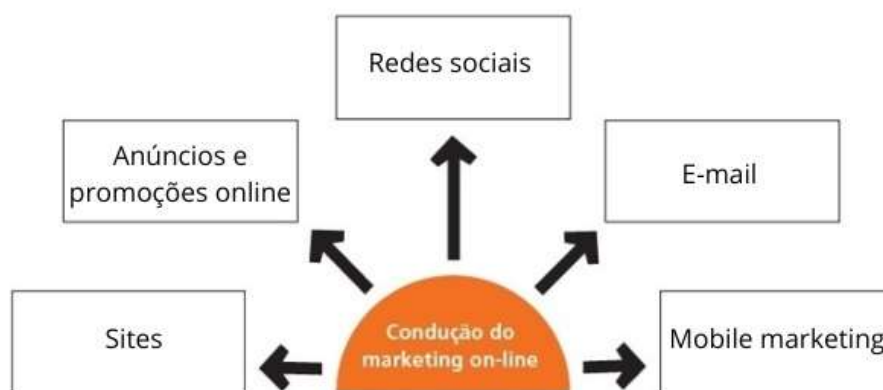 Redes sociais
Anúncios e
promoções online
E-mail
Sites
Condução do
marketing on-line
Mobile marketing